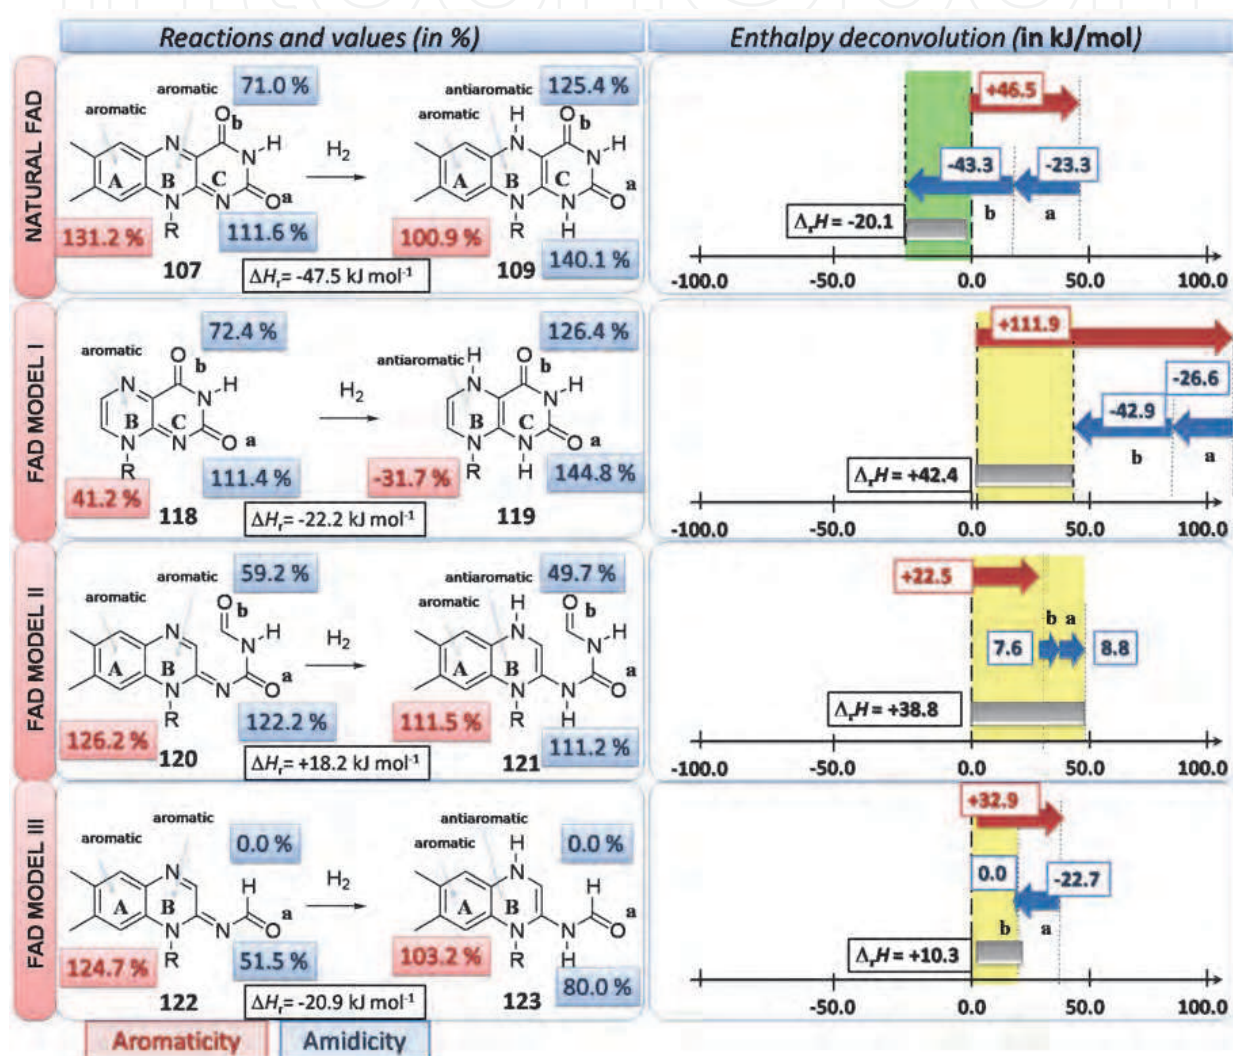 Reactions and values (in %)
Enthalpy deconvolution (in kJ/mol)
NATURAL FAD
aromatic
71.0 %
aromatic
O
b
N
H
A
B
C
N
N
Oa
R
131.2 %
111.6 %
107
H2
ΔHr= -47.5 kJ mol-1
antiaromatic
125.4 %
aromatic
H
O
b
N
N
H
a
A
B
C
N
N
O
R
H
100.9 %
140.1 %
109
+46.5
-43.3
-23.3
b
a
ΔrH = -20.1
-100.0
-50.0
0.0
50.0
100.0
FAD MODEL I
72.4 %
aromatic
O
b
N
N
H
B
C
N
N
O
a
R
41.2 %
111.4 %
118
H2
ΔHr= -22.2 kJ mol-1
126.4 %
antiaromatic
H
O
b
N
N
H
B
C
N
N
O
a
R
H
-31.7 %
144.8 %
119
+111.9
-26.6
-42.9
b
a
ΔrH = +42.4
-100.0
-50.0
0.0
50.0
100.0
FAD MODEL II
aromatic
59.2 %
aromatic
O
b
N
N
H
A
B
a
N
N
O
R
126.2 %
122.2 %
120
H2
ΔHr= +18.2 kJ mol-1
antiaromatic
49.7 %
aromatic
H
O
b
N
N
H
A
B
a
N
N
O
R
H
111.5 %
111.2 %
121
+22.5
b
a
7.6
8.8
ΔrH = +38.8
-100.0
-50.0
0.0
50.0
100.0
FAD MODEL III
aromatic
aromatic
0.0 %
N
H
a
A
B
N
N
O
R
124.7 %
51.5 %
122
H2
ΔHr= -20.9 kJ mol-1
antiaromatic
aromatic
0.0 %
H
N
H
a
A
B
N
N
O
R
H
103.2 %
80.0 %
123
+32.9
0.0
-22.7
b
a
ΔrH = +10.3
-50.0
0.0
50.0
100.0
Aromaticity
Amidicity